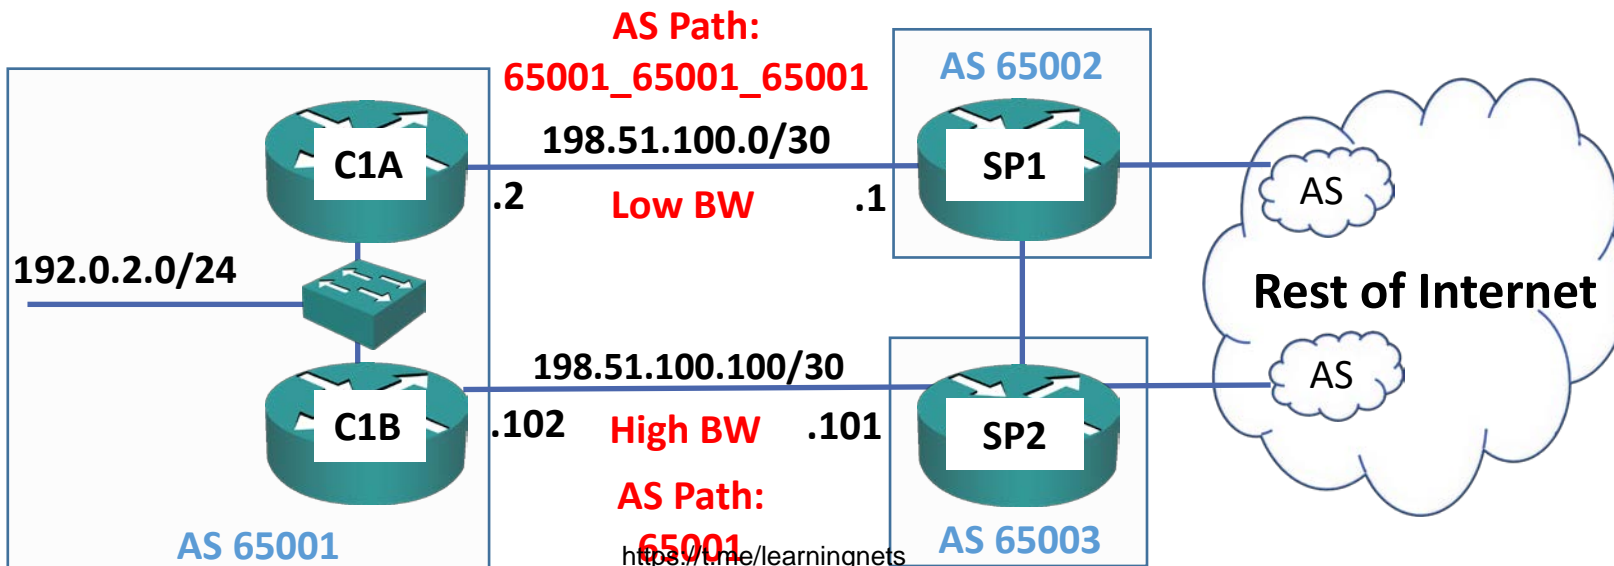 AS Path:
65001_65001_65001
AS 65002
198.51.100.0/30
C1A
SP1
AS
.2
Low BW
.1
192.0.2.0/24
Rest of Internet
198.51.100.100/30
AS
C1B
.102
High BW
.101
SP2
AS Path:
65001
AS 65001
AS 65003
https://t.me/learningnets